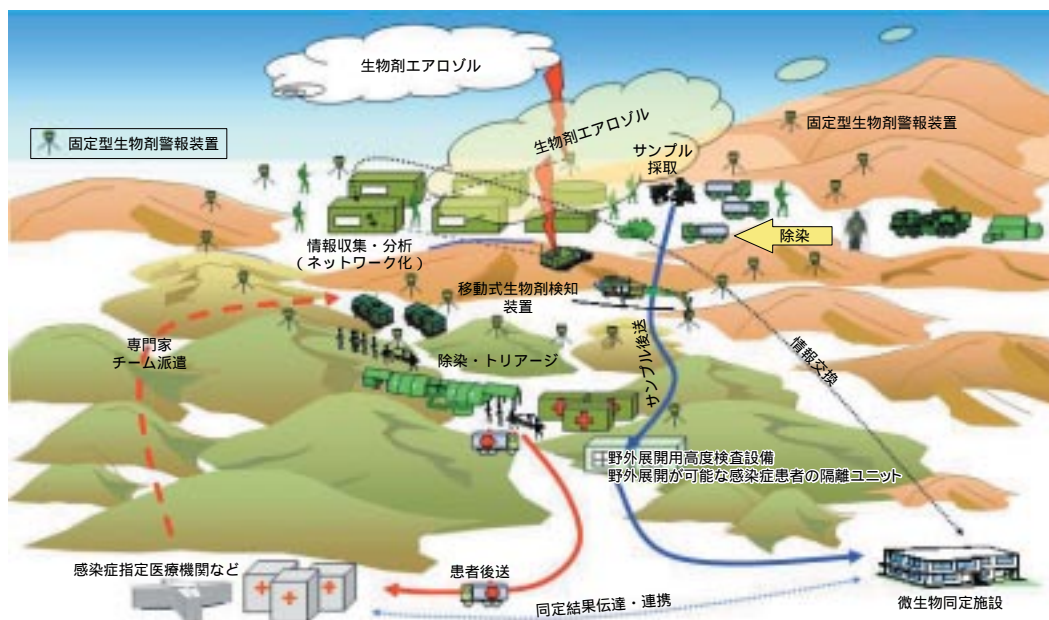 生物剤エアロゾル
生物剤エアロゾル
固定型生物剤警報装置
固定型生物剤警報装置
サンプル
採取
除染
情報収集・分析
（ネットワーク化）
移動式生物剤検知
装置
専門家
チーム派遣
除染・トリアージ
サンプル後送
情報交換
野外展開用高度検査設備
野外展開が可能な感染症患者の隔離ユニット
感染症指定医療機関など
患者後送
同定結果伝達・連携
微生物同定施設